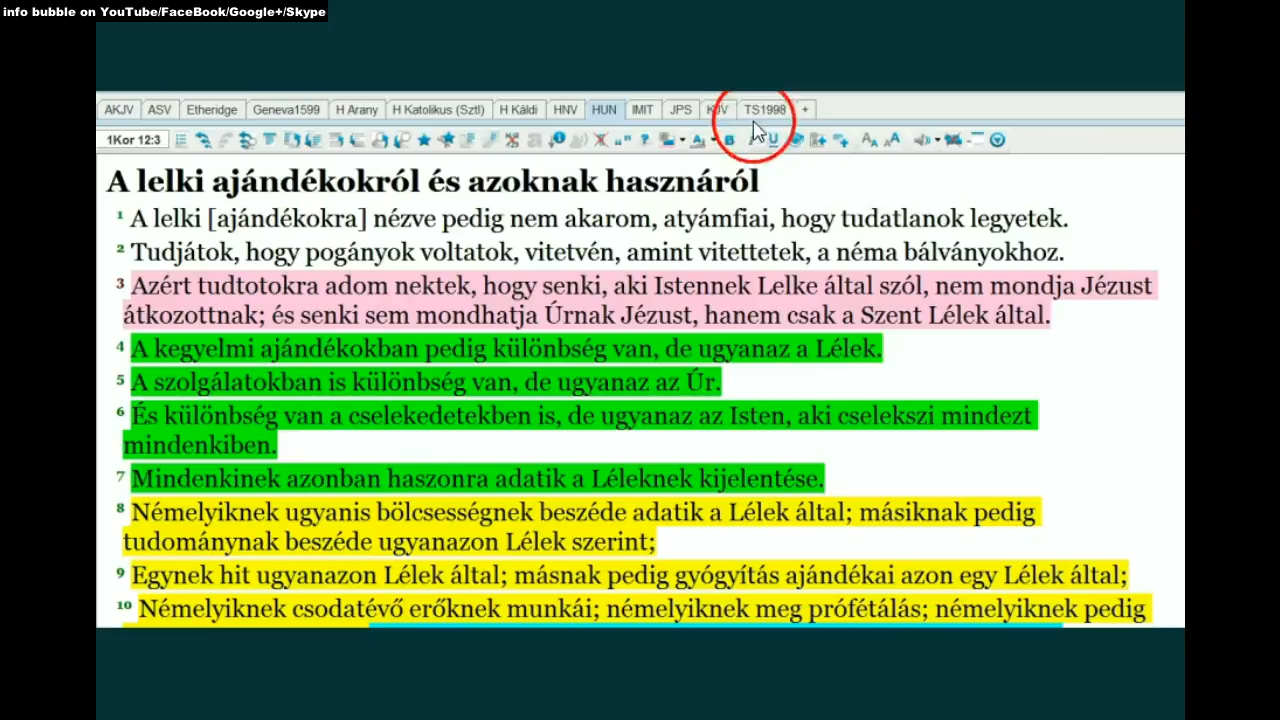 info bubble on YouTube/FaceBook/Google+/Skype
AKJV ASV Etheridge Geneva1599 H Arany H Katolikus (Sztl) H Káldi HNV HUN IMIT JPS KJV TS1998 +
1Kor 12:3
A lelki ajándékokról és azoknak hasznáról
1 A lelki [ajándékokra] nézve pedig nem akarom, atyámfiai, hogy tudatlanok legyetek.
2 Tudjátok, hogy pogányok voltatok, vitetvén, amint vitettetek, a néma bálványokhoz.
3 Azért tudtotokra adom nektek, hogy senki, aki Istennek Lelke által szól, nem mondja Jézust
átkozottnak; és senki sem mondhatja Úrnak Jézust, hanem csak a Szent Lélek által.
4 A kegyelmi ajándékokban pedig különbség van, de ugyanaz a Lélek.
5 A szolgálatokban is különbség van, de ugyanaz az Úr.
6 És különbség van a cselekedetekben is, de ugyanaz az Isten, aki cselekszi mindezt
mindenkiben.
7 Mindenkinek azonban haszonra adatik a Léleknek kijelentése.
8 Némelyiknek ugyanis bölcsességnek beszéde adatik a Lélek által; másiknak pedig
tudománynak beszéde ugyanazon Lélek szerint;
9 Egynek hit ugyanazon Lélek által; másnak pedig gyógyítás ajándékai azon egy Lélek által;
10 Némelyiknek csodatévő erőknek munkái; némelyiknek meg prófétálás; némelyiknek pedig